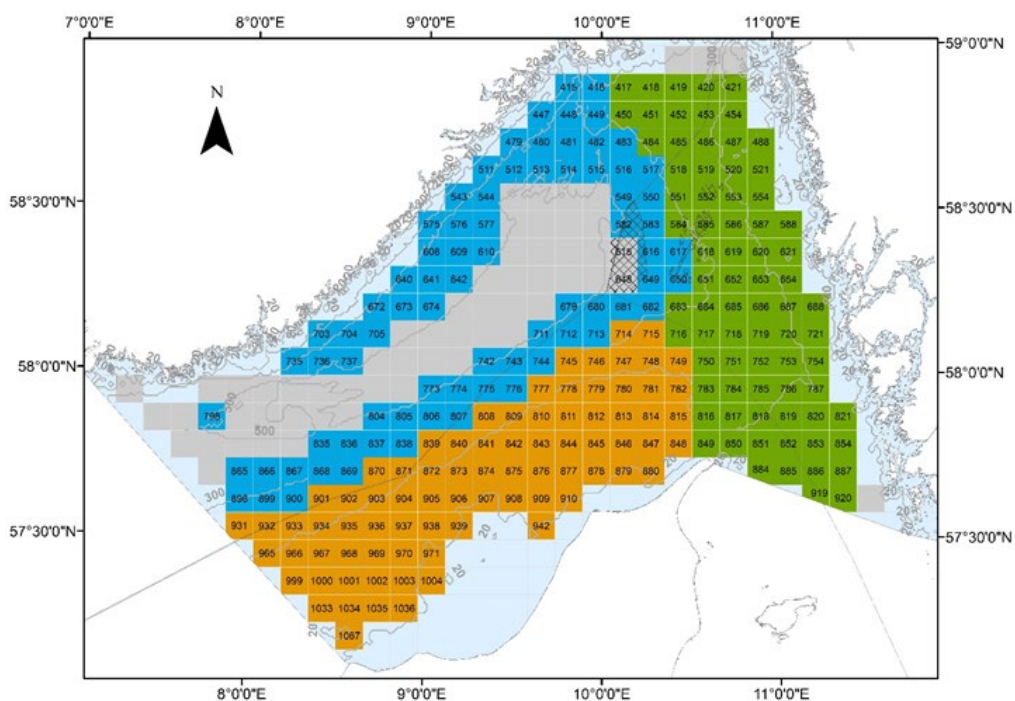 7°0'0"E 8°0'0"E 9°0'0"E 10°0'0"E 11°0'0"E
59°0'0"N
N
300
415 416 417 418 419 420 421
447 448 449 450 451 452 453 454
479 480 481 482 483 484 485 486 487 488
511 512 513 514 515 516 517 518 519 520 521
58°30'0"N 543 544 549 550 551 552 553 554 58°30'0"N
575 576 577 582 583 584 585 586 587 588
608 609 610 615 616 617 618 619 620 621
640 641 642 648 649 650 651 652 653 654
672 673 674 679 680 681 682 683 684 685 686 687 688
703 704 705 711 712 713 714 715 716 717 718 719 720 721
58°0'0"N 735 736 737 742 743 744 745 746 747 748 749 750 751 752 753 754 58°0'0"N
773 774 775 776 777 778 779 780 781 782 783 784 785 786 787
300
798 804 805 806 807 808 809 810 811 812 813 814 815 816 817 818 819 820 821
500
835 836 837 838 839 840 841 842 843 844 845 846 847 848 849 850 851 852 853 854
865 866 867 868 869 870 871 872 873 874 875 876 877 878 879 880 884 885 886 887
300
898 899 900 901 902 903 904 905 906 907 908 909 910 919 920
57°30'0"N 931 932 933 934 935 936 937 938 939 20 942 57°30'0"N
965 966 967 968 969 970 971
999 1000 1001 1002 1003 1004 20
1033 1034 1035 1036
20
1067
8°0'0"E 9°0'0"E 10°0'0"E 11°0'0"E